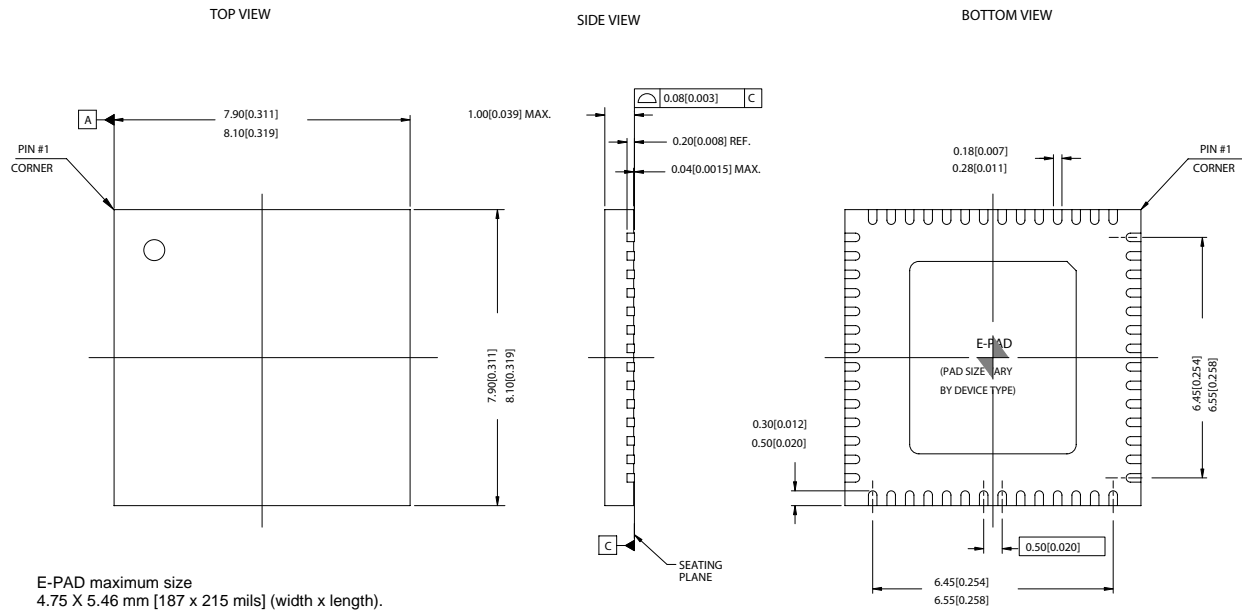 TOP VIEW
SIDE VIEW
BOTTOM VIEW
A
7.90[0.311]
8.10[0.319]
PIN #1
CORNER
7.90[0.311]
8.10[0.319]
1.00[0.039] MAX.
0.08[0.003] C
0.20[0.008] REF.
0.04[0.0015] MAX.
C
SEATING
PLANE
0.18[0.007]
0.28[0.011]
PIN #1
CORNER
E-PAD
(PAD SIZE VARY
BY DEVICE TYPE)
6.45[0.254]
6.55[0.258]
0.30[0.012]
0.50[0.020]
0.50[0.020]
6.45[0.254]
6.55[0.258]
E-PAD maximum size
4.75 X 5.46 mm [187 x 215 mils] (width x length).